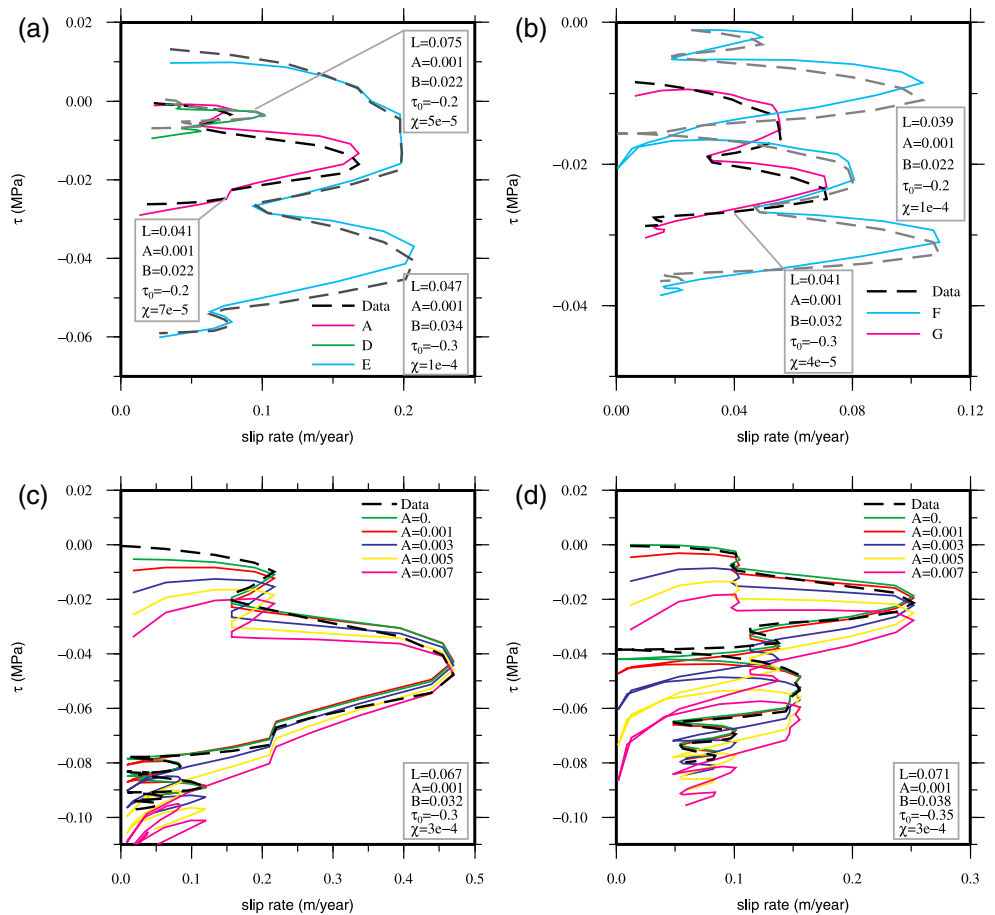 (a)
0.02
0.00
−0.02
−0.04
−0.06
τ (MPa)
0.0
0.1
0.2
slip rate (m/year)
L=0.075
A=0.001
B=0.022
τ0=−0.2
χ=5e−5
L=0.041
A=0.001
B=0.022
τ0=−0.2
χ=7e−5
L=0.047
A=0.001
B=0.034
τ0=−0.3
χ=1e−4
Data
A
D
E
(b)
−0.00
−0.02
−0.04
τ (MPa)
0.00
0.04
0.08
0.12
slip rate (m/year)
L=0.039
A=0.001
B=0.022
τ0=−0.2
χ=1e−4
L=0.041
A=0.001
B=0.032
τ0=−0.3
χ=4e−5
Data
F
G
(c)
0.02
0.00
−0.02
−0.04
−0.06
−0.08
−0.10
τ (MPa)
0.0
0.1
0.2
0.3
0.4
0.5
slip rate (m/year)
Data
A=0.
A=0.001
A=0.003
A=0.005
A=0.007
L=0.067
A=0.001
B=0.032
τ0=−0.3
χ=3e−4
(d)
0.02
0.00
−0.02
−0.04
−0.06
−0.08
−0.10
τ (MPa)
0.0
0.1
0.2
0.3
slip rate (m/year)
Data
A=0.
A=0.001
A=0.003
A=0.005
A=0.007
L=0.071
A=0.001
B=0.038
τ0=−0.35
χ=3e−4